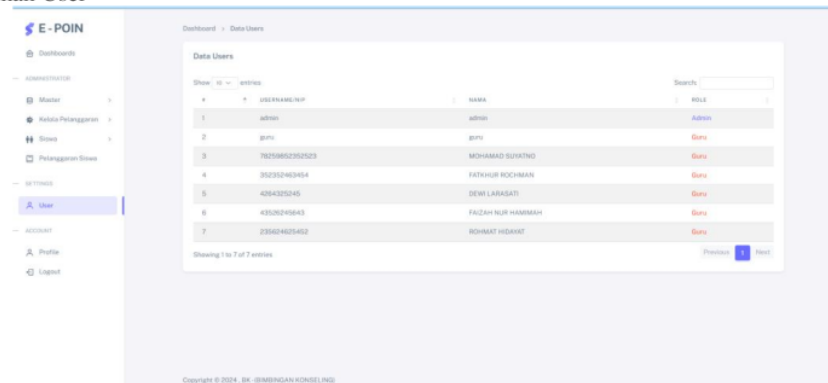 E - POIN
Dashboards
ADMINISTRATOR
Master
Kelola Pelanggaran
Siswa
Pelanggaran Siswa
SETTINGS
User
ACCOUNT
Profile
Logout
Dashboard > Data Users
Data Users
Show 10 entries
Search:
# USERNAME/NIP NAMA ROLE
1 admin admin Admin
2 guru guru Guru
3 78259852352523 MOHAMAD SUYATNO Guru
4 352352463454 FATKHUR ROCHMAN Guru
5 4264325245 DEWI LARASATI Guru
6 43526245643 FAIZAH NUR HAMIMAH Guru
7 235624625452 ROHMAT HIDAYAT Guru
Showing 1 to 7 of 7 entries
Previous 1 Next
Copyright © 2024 , BK -(BIMBINGAN KONSELING)